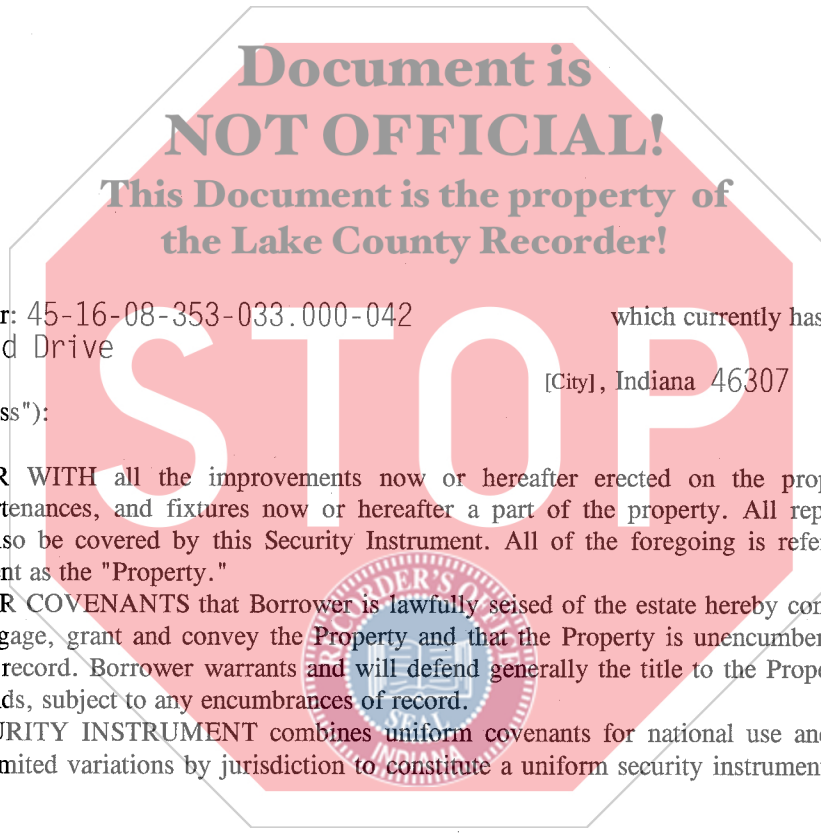 Document is
NOT OFFICIAL!
This Document is the property of
the Lake County Recorder!
r: 45-16-08-353-033.000-042 which currently has
d Drive
[City], Indiana 46307
ss"):
STOP
R WITH all the improvements now or hereafter erected on the prop
rtenances, and fixtures now or hereafter a part of the property. All rep
lso be covered by this Security Instrument. All of the foregoing is refer
nt as the "Property."
R COVENANTS that Borrower is lawfully seised of the estate hereby con
gage, grant and convey the Property and that the Property is unencumber
record. Borrower warrants and will defend generally the title to the Prope
ds, subject to any encumbrances of record.
URITY INSTRUMENT combines uniform covenants for national use and
mited variations by jurisdiction to constitute a uniform security instrument
RECORDER'S OFFICE
SEAL
INDIANA